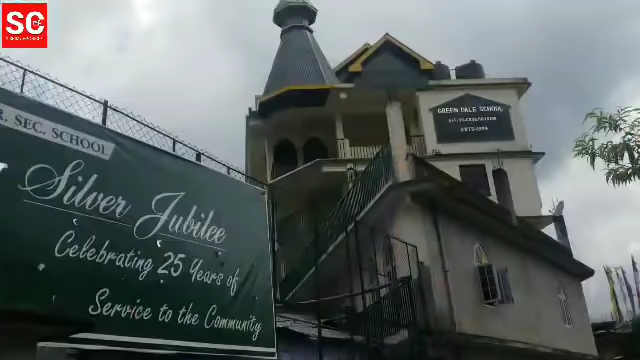 SC
R. SEC. SCHOOL
Silver Jubilee
Celebrating 25 Years of
Service to the Community
GREEN DALE SCHOOL